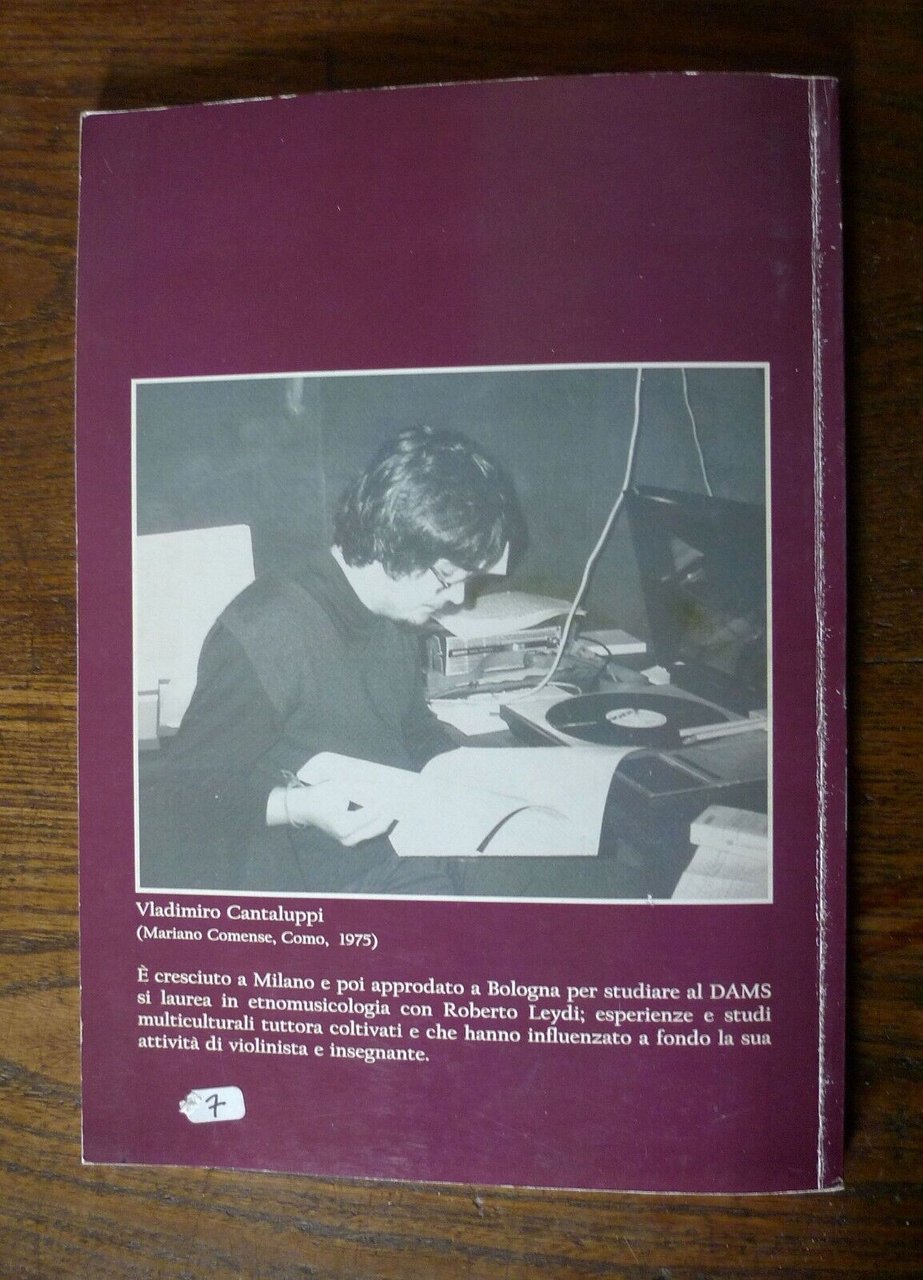 Vladimiro Cantaluppi
(Mariano Comense, Como, 1975)
È cresciuto a Milano e poi approdato a Bologna per studiare al DAMS
si laurea in etnomusicologia con Roberto Leydi; esperienze e studi
multiculturali tuttora coltivati e che hanno influenzato a fondo la sua
attività di violinista e insegnante.
7